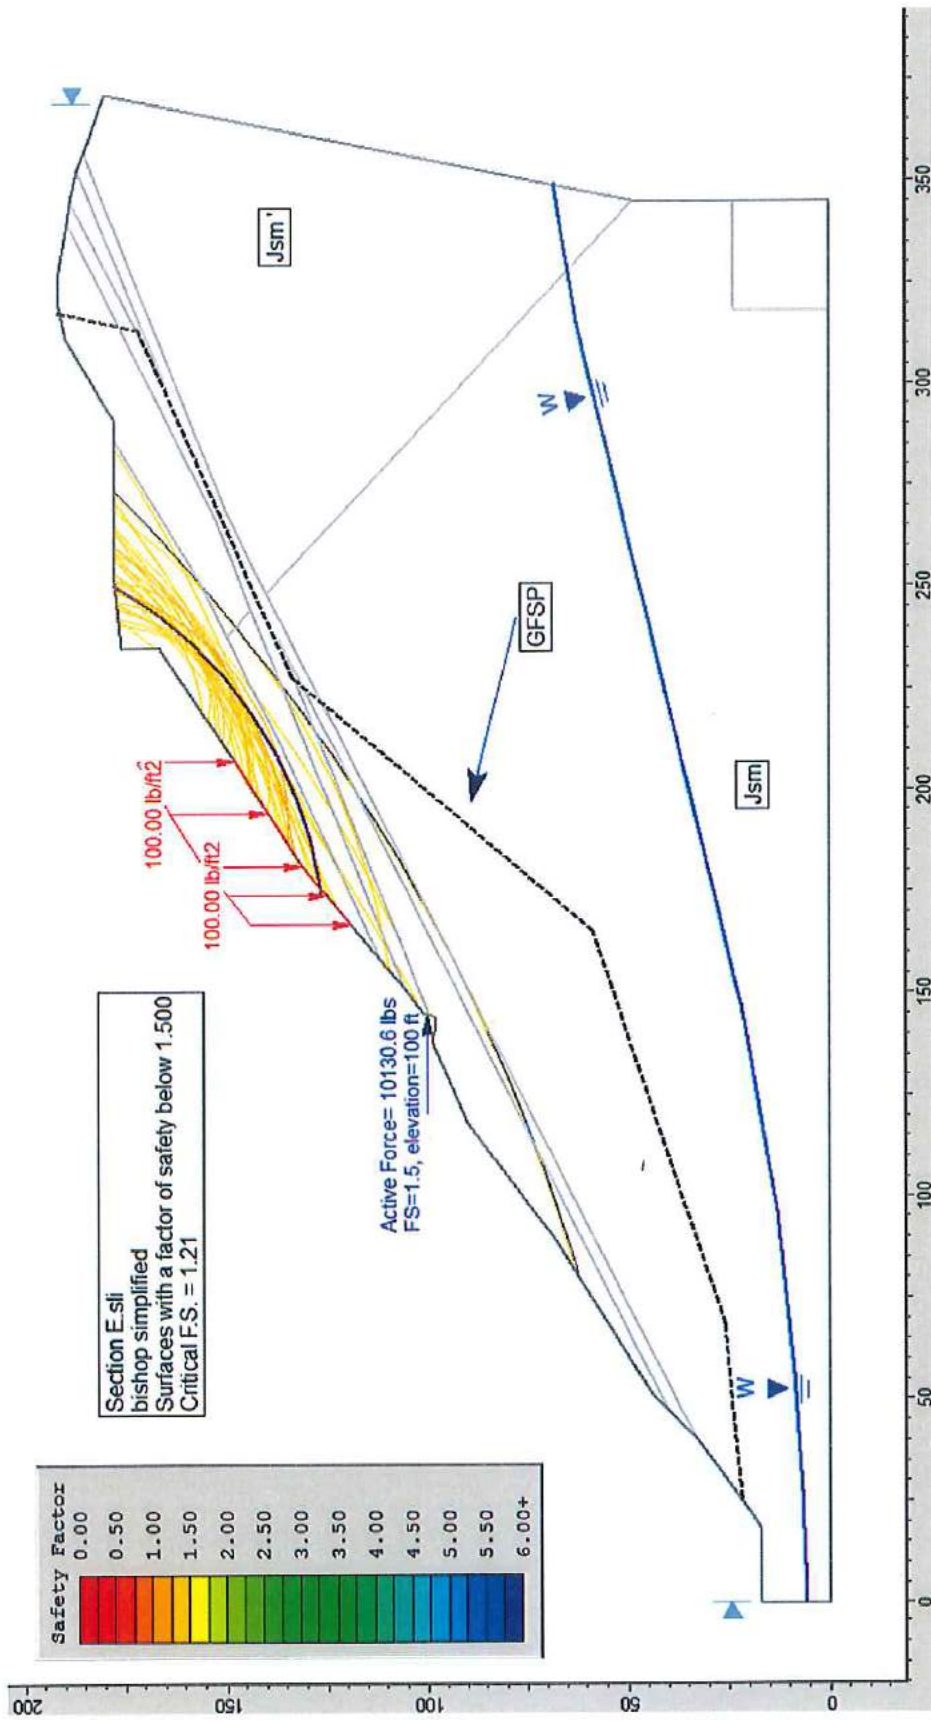 Safety Factor
0.00
0.50
1.00
1.50
2.00
2.50
3.00
3.50
4.00
4.50
5.00
5.50
6.00+
Section E.sli
bishop simplified
Surfaces with a factor of safety below 1.500
Critical F.S. = 1.21
100.00 lb/ft2
100.00 lb/ft2
Active Force= 10130.6 lbs
FS=1.5, elevation=100 ft
Jsm'
W
GFSP
Jsm
W
200
150
100
50
0
0
50
100
150
200
250
300
350